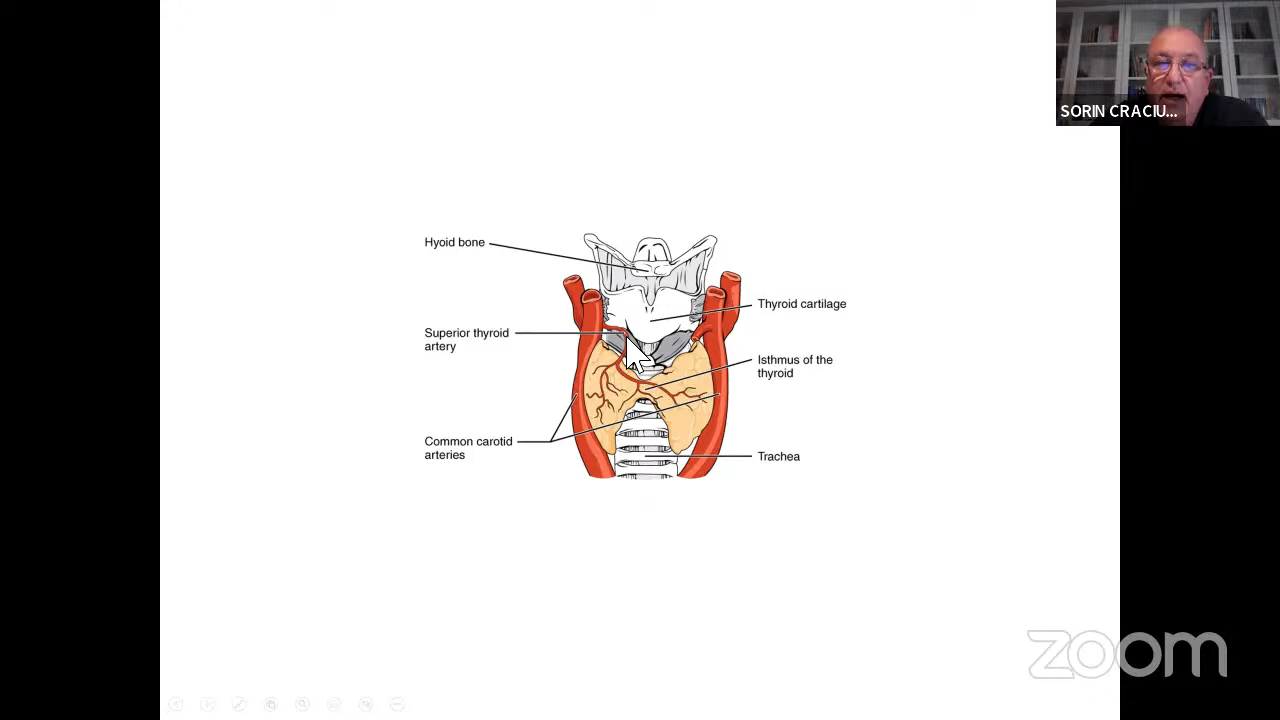 SORIN CRACIU...
Hyoid bone
Thyroid cartilage
Superior thyroid
artery
Isthmus of the
thyroid
Common carotid
arteries
Trachea
zoom